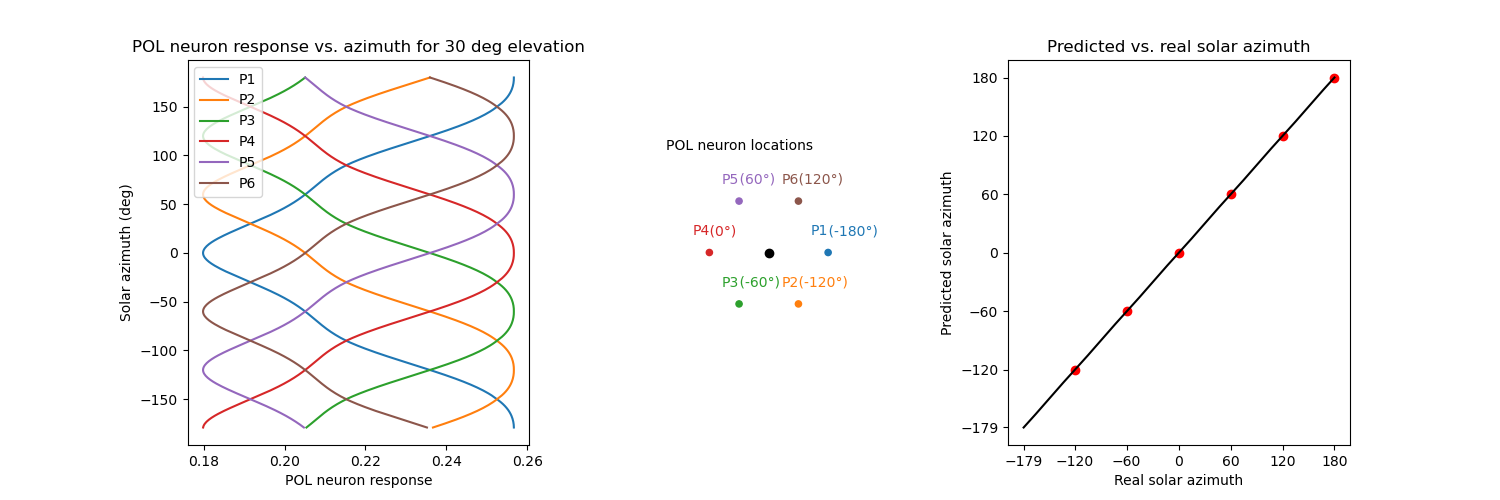 POL neuron response vs. azimuth for 30 deg elevation
P1
P2
P3
P4
P5
P6
150
100
50
0
−50
−100
−150
Solar azimuth (deg)
0.18 0.20 0.22 0.24 0.26
POL neuron response
POL neuron locations
P5(60°) P6(120°)
P4(0°) P1(-180°)
P3(-60°) P2(-120°)
Predicted vs. real solar azimuth
180
120
60
0
−60
−120
−179
Predicted solar azimuth
−179 −120 −60 0 60 120 180
Real solar azimuth